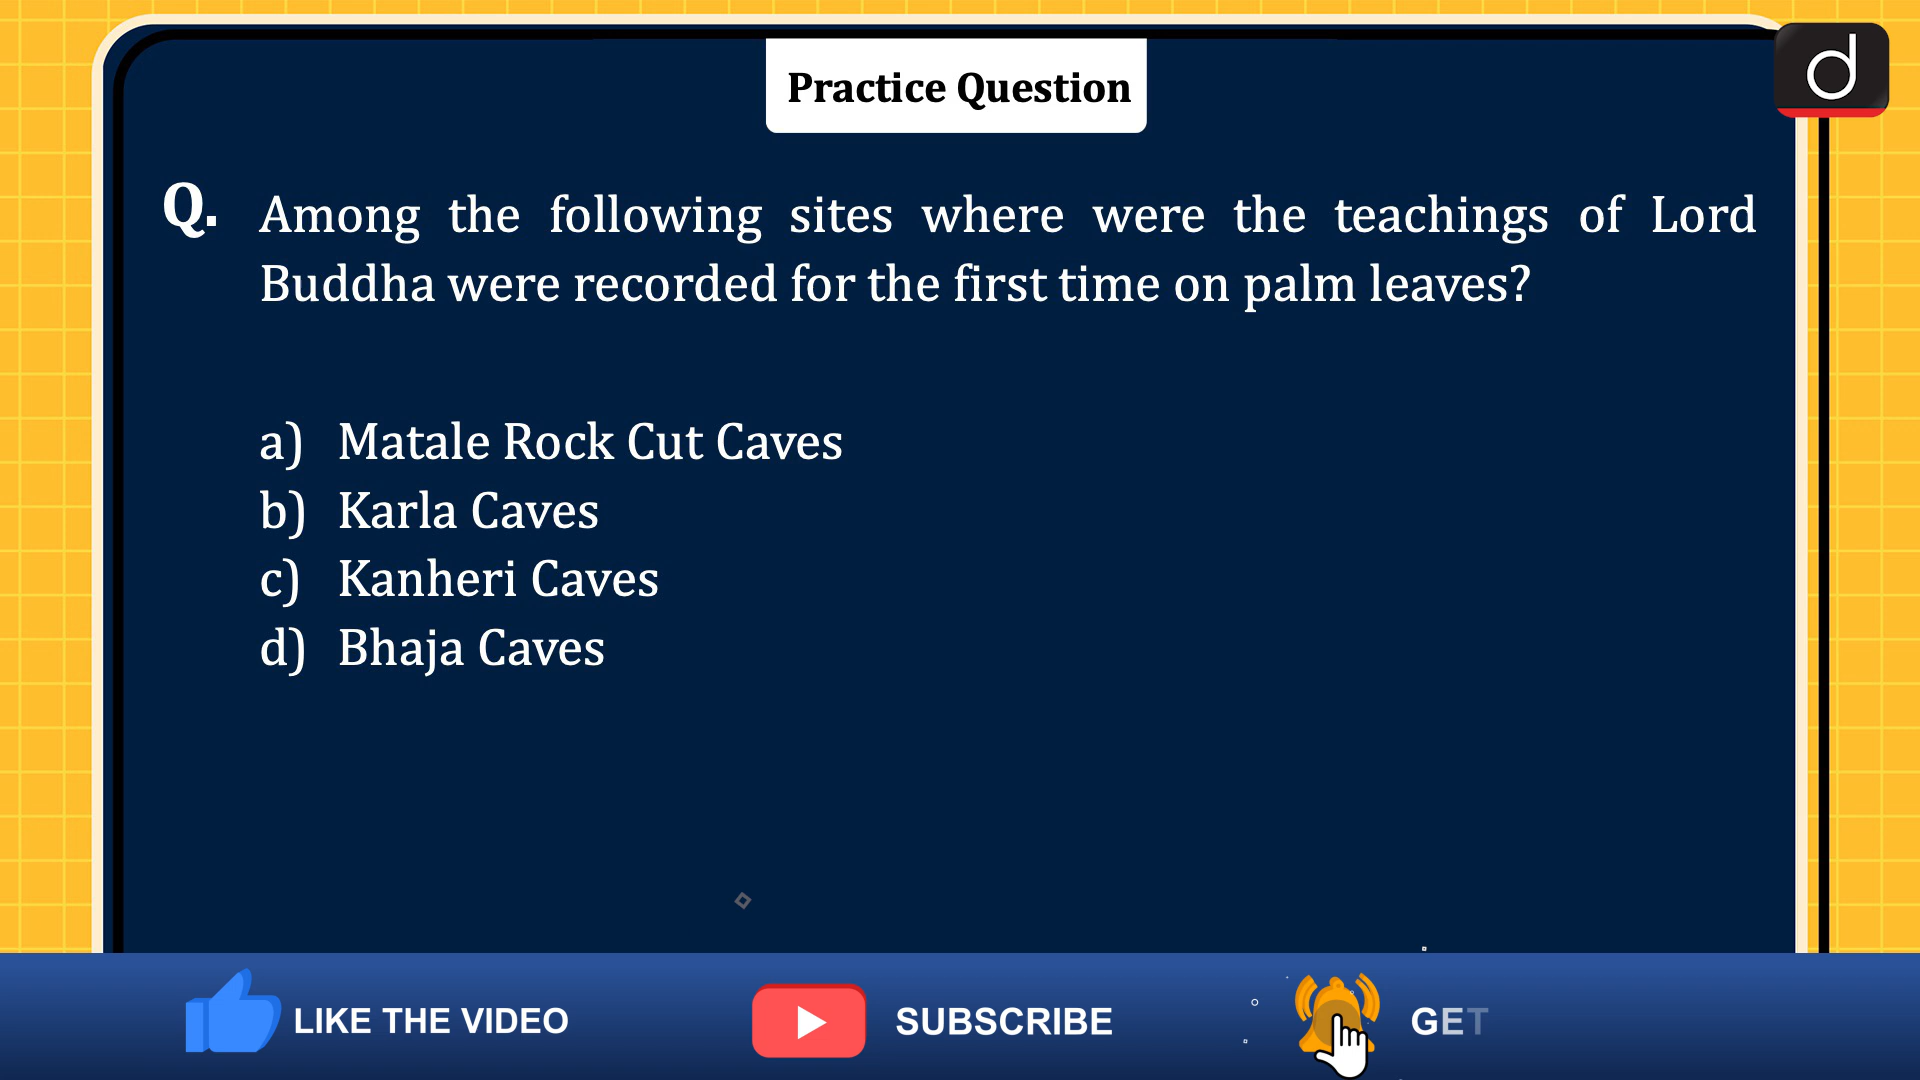 Practice Question
Q. Among the following sites where were the teachings of Lord
Buddha were recorded for the first time on palm leaves?
a) Matale Rock Cut Caves
b) Karla Caves
c) Kanheri Caves
d) Bhaja Caves
LIKE THE VIDEO SUBSCRIBE GET